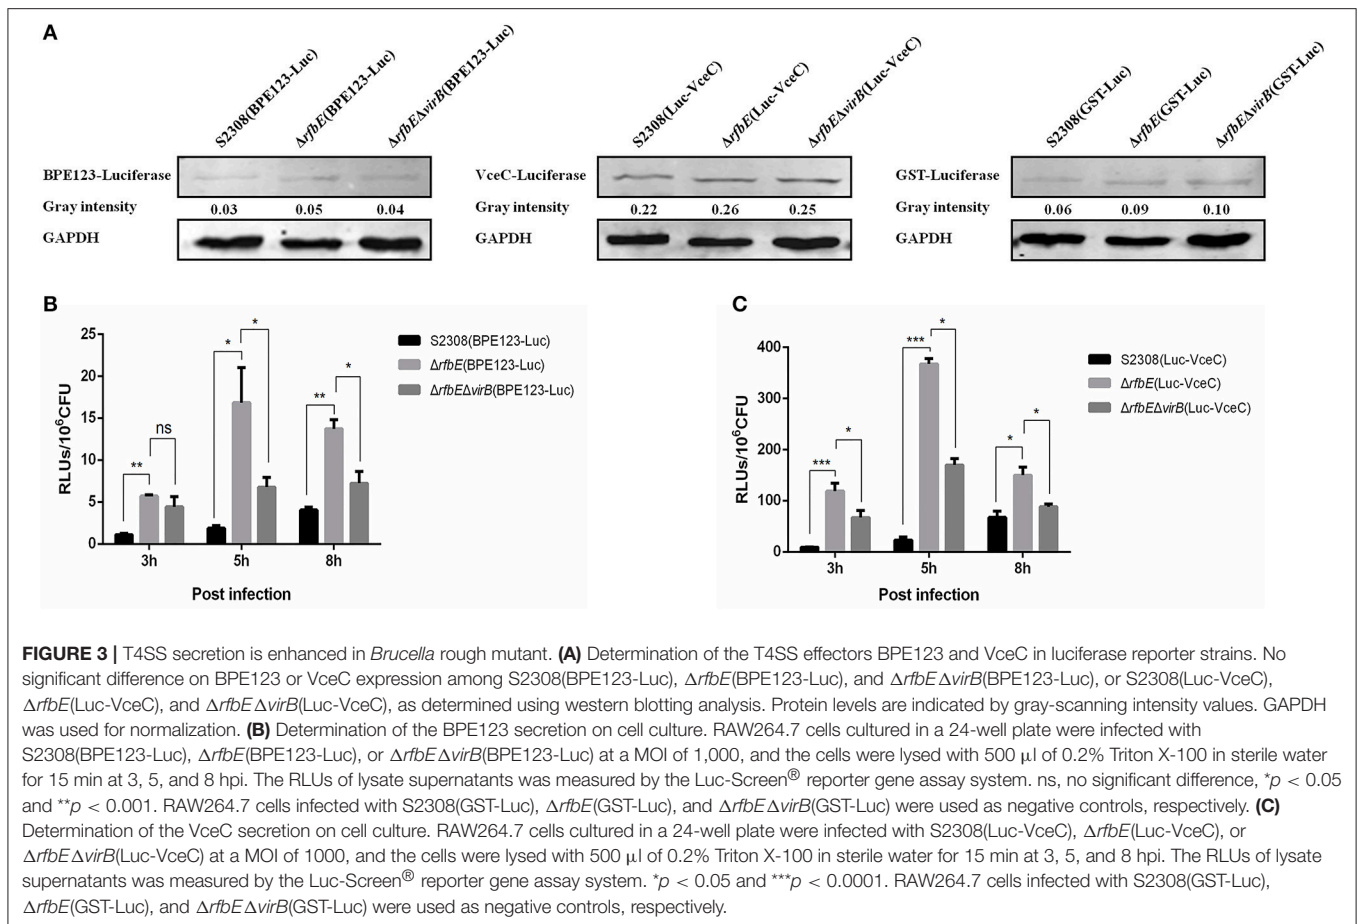 A
S2308(BPE123-Luc)
ΔrfbE(BPE123-Luc)
ΔrfbEΔvirB(BPE123-Luc)
BPE123-Luciferase
Gray intensity
0.03 0.05 0.04
GAPDH
S2308(Luc-VceC)
ΔrfbE(Luc-VceC)
ΔrfbEΔvirB(Luc-VceC)
VceC-Luciferase
Gray intensity
0.22 0.26 0.25
GAPDH
S2308(GST-Luc)
ΔrfbE(GST-Luc)
ΔrfbEΔvirB(GST-Luc)
GST-Luciferase
Gray intensity
0.06 0.09 0.10
GAPDH
B
RLUs/10⁶CFU
25
20
15
10
5
0
** ns
* *
** *
3h 5h 8h
Post infection
S2308(BPE123-Luc)
ΔrfbE(BPE123-Luc)
ΔrfbEΔvirB(BPE123-Luc)
C
RLUs/10⁶CFU
400
300
200
100
0
*** *
*** *
* *
3h 5h 8h
Post infection
S2308(Luc-VceC)
ΔrfbE(Luc-VceC)
ΔrfbEΔvirB(Luc-VceC)
FIGURE 3 | T4SS secretion is enhanced in Brucella rough mutant. (A) Determination of the T4SS effectors BPE123 and VceC in luciferase reporter strains. No
significant difference on BPE123 or VceC expression among S2308(BPE123-Luc), ΔrfbE(BPE123-Luc), and ΔrfbEΔvirB(BPE123-Luc), or S2308(Luc-VceC),
ΔrfbE(Luc-VceC), and ΔrfbEΔvirB(Luc-VceC), as determined using western blotting analysis. Protein levels are indicated by gray-scanning intensity values. GAPDH
was used for normalization. (B) Determination of the BPE123 secretion on cell culture. RAW264.7 cells cultured in a 24-well plate were infected with
S2308(BPE123-Luc), ΔrfbE(BPE123-Luc), or ΔrfbEΔvirB(BPE123-Luc) at a MOI of 1,000, and the cells were lysed with 500 μl of 0.2% Triton X-100 in sterile water
for 15 min at 3, 5, and 8 hpi. The RLUs of lysate supernatants was measured by the Luc-Screen® reporter gene assay system. ns, no significant difference, *p < 0.05
and **p < 0.001. RAW264.7 cells infected with S2308(GST-Luc), ΔrfbE(GST-Luc), and ΔrfbEΔvirB(GST-Luc) were used as negative controls, respectively. (C)
Determination of the VceC secretion on cell culture. RAW264.7 cells cultured in a 24-well plate were infected with S2308(Luc-VceC), ΔrfbE(Luc-VceC), or
ΔrfbEΔvirB(Luc-VceC) at a MOI of 1000, and the cells were lysed with 500 μl of 0.2% Triton X-100 in sterile water for 15 min at 3, 5, and 8 hpi. The RLUs of lysate
supernatants was measured by the Luc-Screen® reporter gene assay system. *p < 0.05 and ***p < 0.0001. RAW264.7 cells infected with S2308(GST-Luc),
ΔrfbE(GST-Luc), and ΔrfbEΔvirB(GST-Luc) were used as negative controls, respectively.